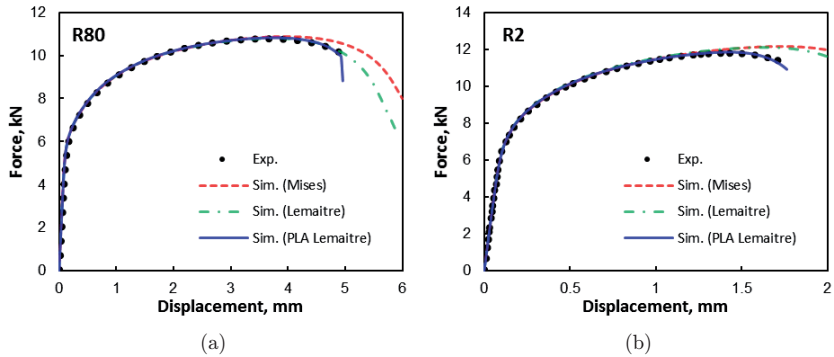 R80
Force, kN
12
10
8
6
4
2
0
0 1 2 3 4 5 6
Displacement, mm
Exp.
Sim. (Mises)
Sim. (Lemaitre)
Sim. (PLA Lemaitre)
(a)
R2
Force, kN
14
12
10
8
6
4
2
0
0 0.5 1 1.5 2
Displacement, mm
Exp.
Sim. (Mises)
Sim. (Lemaitre)
Sim. (PLA Lemaitre)
(b)